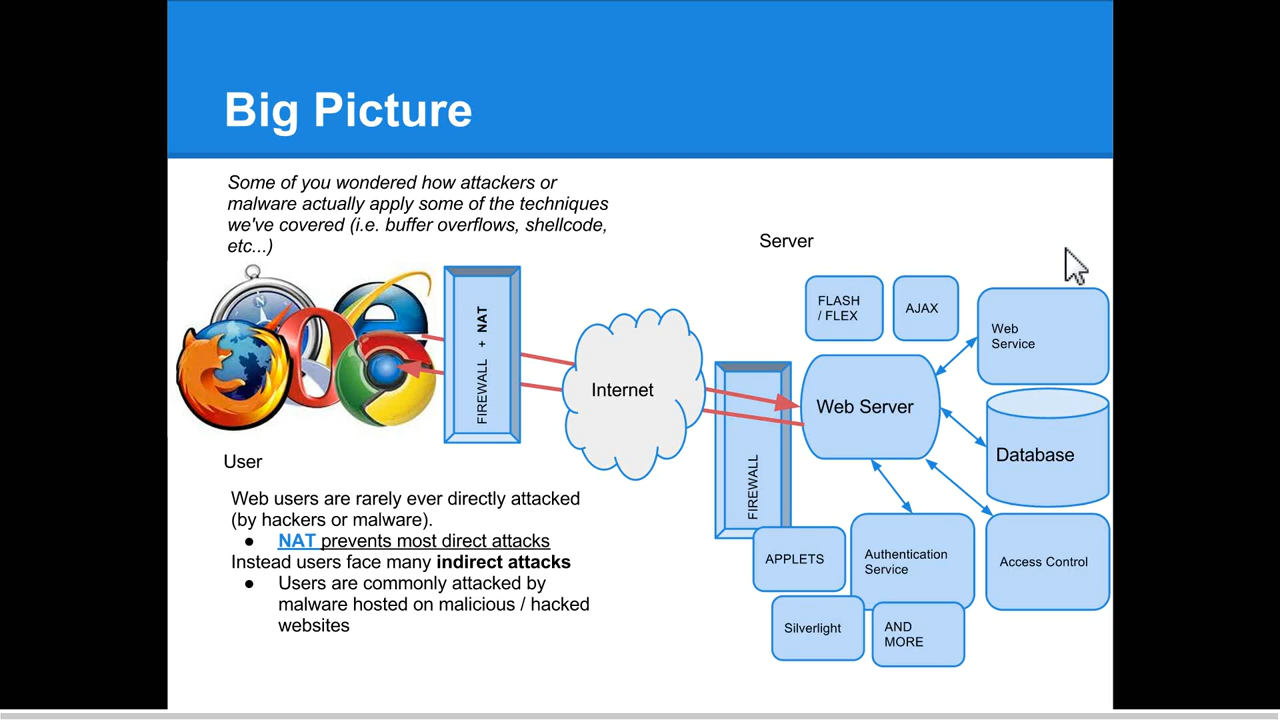 Big Picture
Some of you wondered how attackers or
malware actually apply some of the techniques
we've covered (i.e. buffer overflows, shellcode,
etc...)
Server
FLASH
/ FLEX
AJAX
Web
Service
FIREWALL + NAT
Internet
Web Server
FIREWALL
Database
User
Web users are rarely ever directly attacked
(by hackers or malware).
● NAT prevents most direct attacks
Instead users face many indirect attacks
● Users are commonly attacked by
malware hosted on malicious / hacked
websites
APPLETS
Authentication
Service
Access Control
Silverlight
AND
MORE